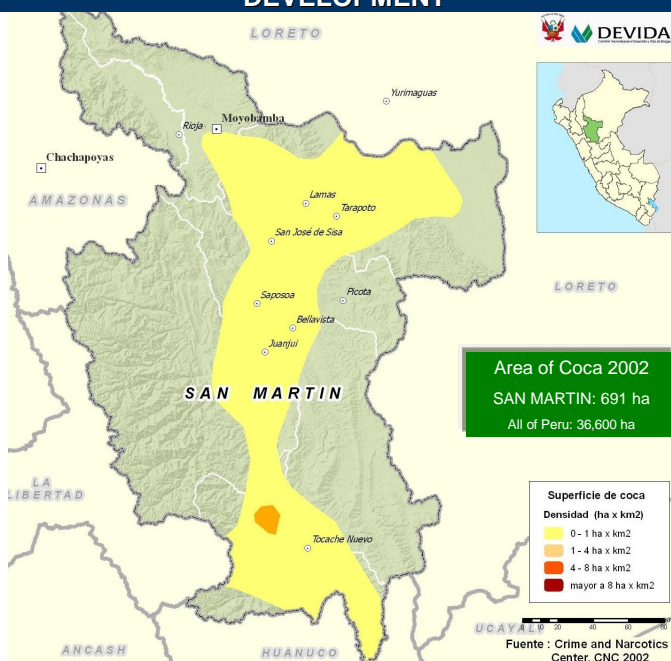 DEVELOPMENT
DEVIDA
LORETO
Yurimaguas
Rioja
Moyobamba
Chachapoyas
AMAZONAS
Lamas
Tarapoto
San José de Sisa
LORETO
Saposoa
Picota
Bellavista
Juanjui
SAN MARTIN
Area of Coca 2002
SAN MARTIN: 691 ha
All of Peru: 36,600 ha
LA
LIBERTAD
Tocache Nuevo
Superficie de coca
Densidad (ha x km2)
0 - 1 ha x km2
1 - 4 ha x km2
4 - 8 ha x km2
mayor a 8 ha x km2
UCAYALI
ANCASH
HUANUCO
Fuente : Crime and Narcotics
Center, CNC 2002